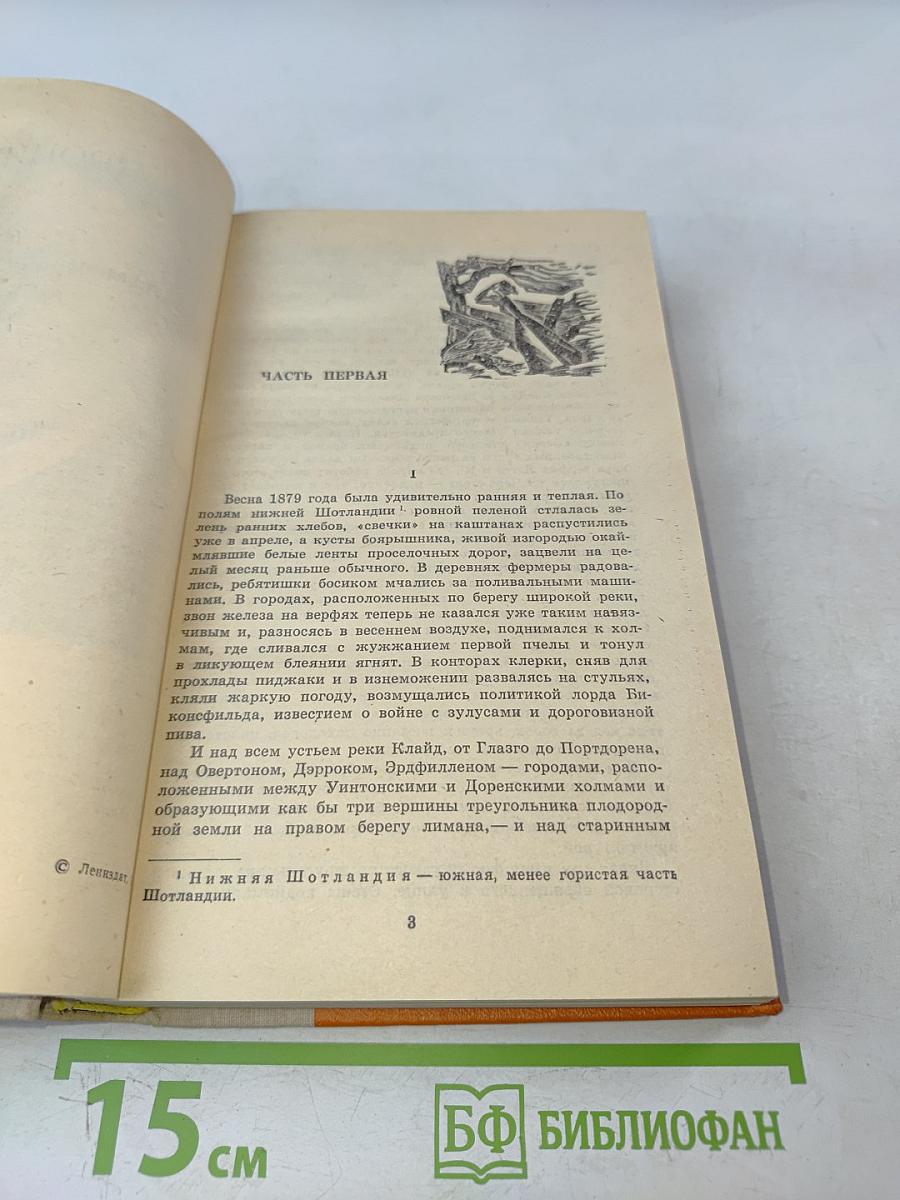 ЧАСТЬ ПЕРВАЯ
I
Весна 1879 года была удивительно ранняя и теплая. По
полям нижней Шотландии 1 ровной пеленой стлалась зе-
лень ранних хлебов, «свечки» на каштанах распустились
уже в апреле, а кусты боярышника, живой изгородью окай-
млявшие белые ленты проселочных дорог, зацвели на це-
лый месяц раньше обычного. В деревнях фермеры радова-
лись, ребятишки босиком мчались за поливальными маши-
нами. В городах, расположенных по берегу широкой реки,
звон железа на верфях теперь не казался уже таким навяз-
чивым и, разносясь в весеннем воздухе, поднимался к хол-
мам, где сливался с жужжанием первой пчелы и тонул
в ликующем блеянии ягнят. В конторах клерки, сняв для
прохлады пиджаки и в изнеможении развалясь на стульях,
кляли жаркую погоду, возмущались политикой лорда Би-
консфильда, известием о войне с зулусами и дороговизной
пива.
И над всем устьем реки Клайд, от Глазго до Портдорена,
над Овертоном, Дэрроком, Эрдфилленом — городами, распо-
ложенными между Уинтонскими и Доренскими холмами и
образующими как бы три вершины треугольника плодород-
ной земли на правом берегу лимана,— и над старинным
1 Нижняя Шотландия — южная, менее гористая часть
Шотландии.
3
© Лениздат,
15 см
БФ БИБЛИОФАН